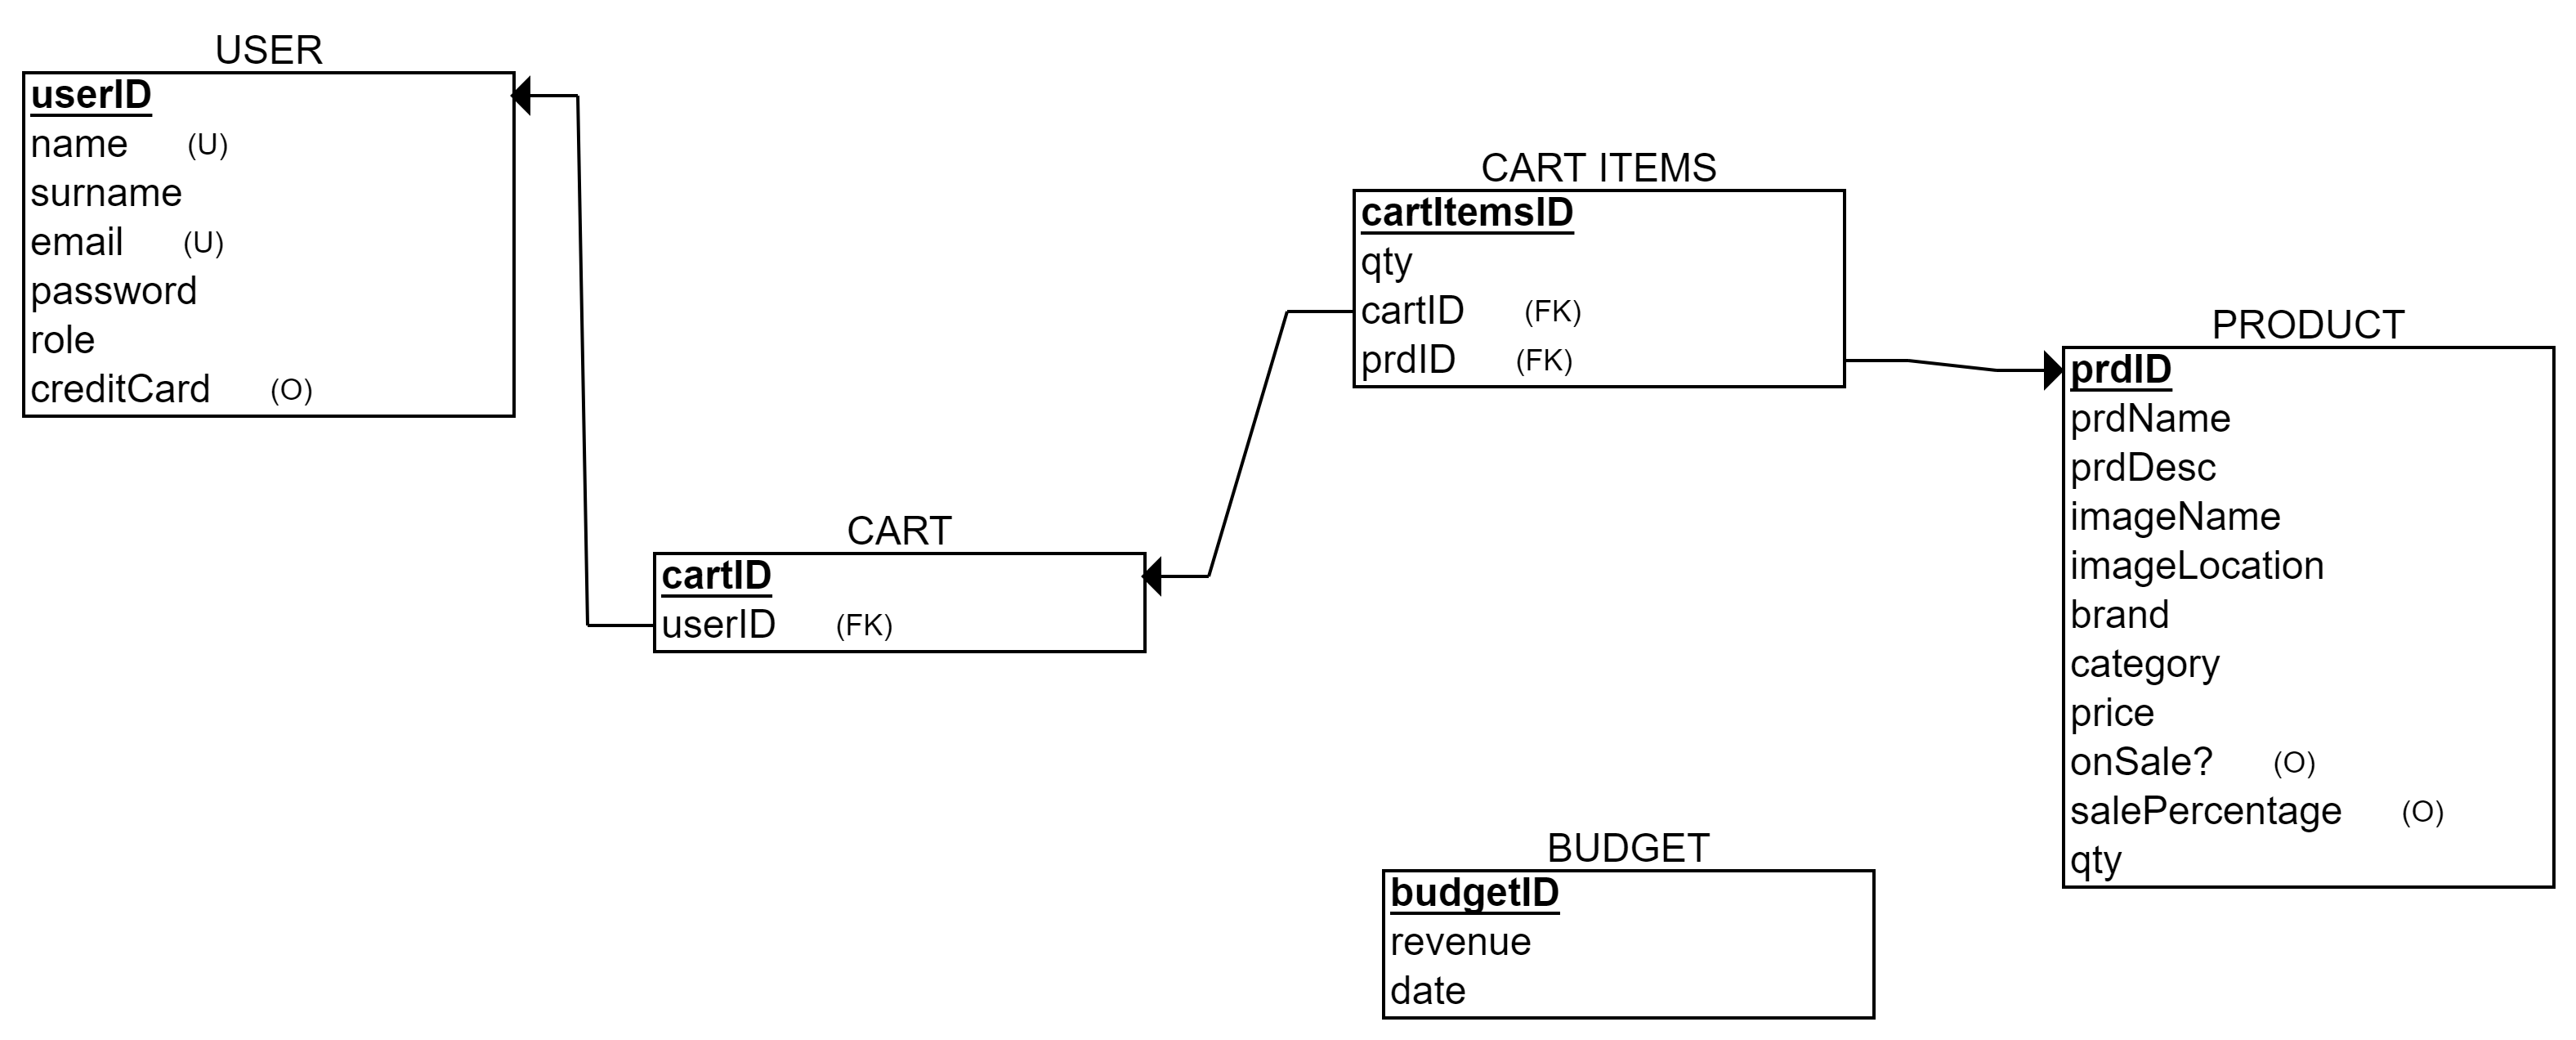 USER
userID
name (U)
surname
email (U)
password
role
creditCard (O)
CART
cartID
userID (FK)
CART ITEMS
cartItemsID
qty
cartID (FK)
prdID (FK)
PRODUCT
prdID
prdName
prdDesc
imageName
imageLocation
brand
category
price
onSale? (O)
salePercentage (O)
qty
BUDGET
budgetID
revenue
date